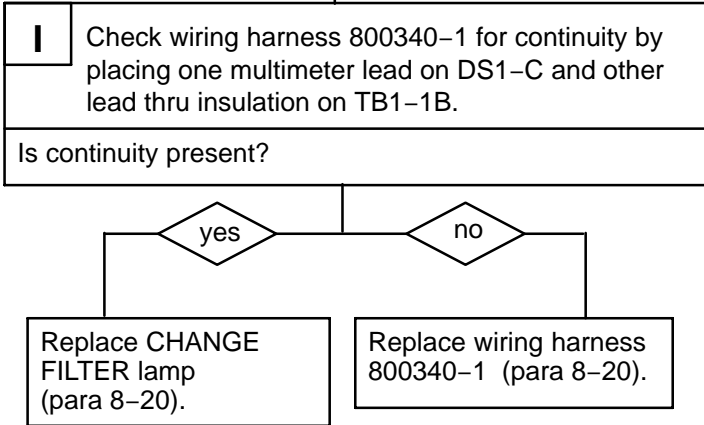 I
Check wiring harness 800340−1 for continuity by
placing one multimeter lead on DS1−C and other
lead thru insulation on TB1−1B.
Is continuity present?
yes
no
Replace CHANGE
FILTER lamp
(para 8−20).
Replace wiring harness
800340−1 (para 8−20).